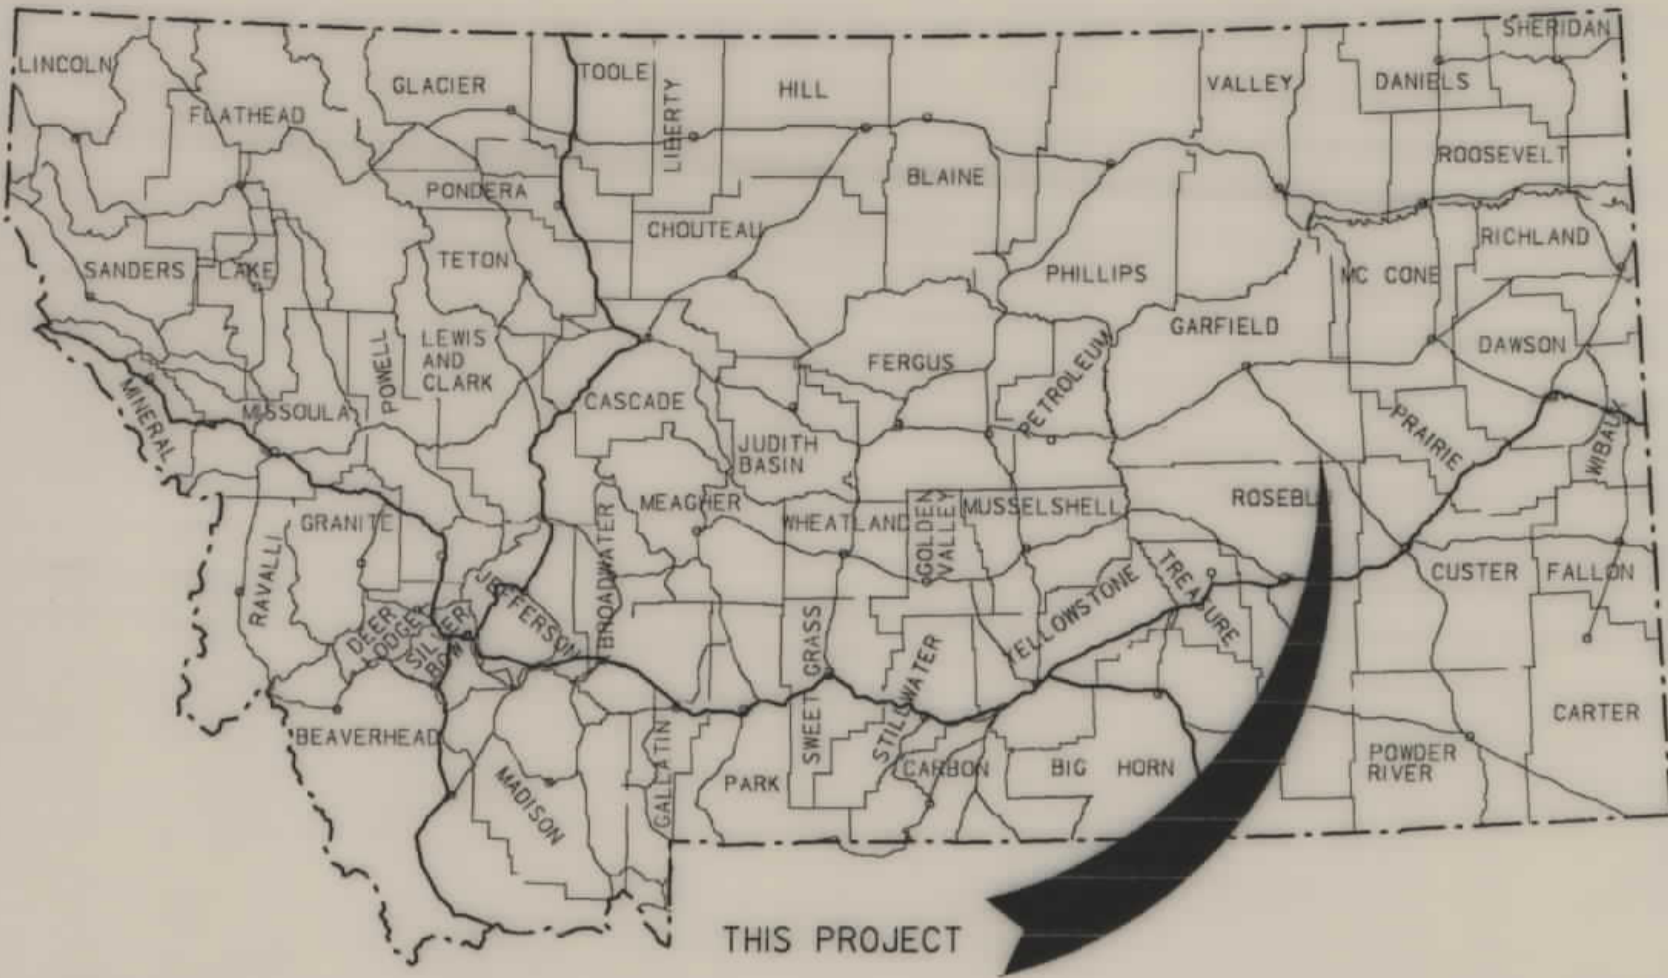 SHERIDAN
LINCOLN
GLACIER
TOOLE
LIBERTY
HILL
VALLEY
DANIELS
FLATHEAD
ROOSEVELT
PONDERA
BLAINE
CHOUTEAU
RICHLAND
SANDERS
LAKE
TETON
PHILLIPS
MC CONE
GARFIELD
POWELL
LEWIS
AND
CLARK
FERGUS
PETROLEUM
DAWSON
MINERAL
MISSOULA
CASCADE
JUDITH
BASIN
PRAIRIE
WIBAUX
MEAGHER
GRANITE
WHEATLAND
GOLDEN
VALLEY
MUSSELSHELL
ROSEBU
RAVALLI
BROADWATER
JEFFERSON
DEER
LODGE
SILVER
BOW
SWEET GRASS
STILLWATER
YELLOWSTONE
TREASURE
CUSTER
FALLON
BEAVERHEAD
MADISON
GALLATIN
PARK
CARBON
BIG HORN
POWDER
RIVER
CARTER
THIS PROJECT